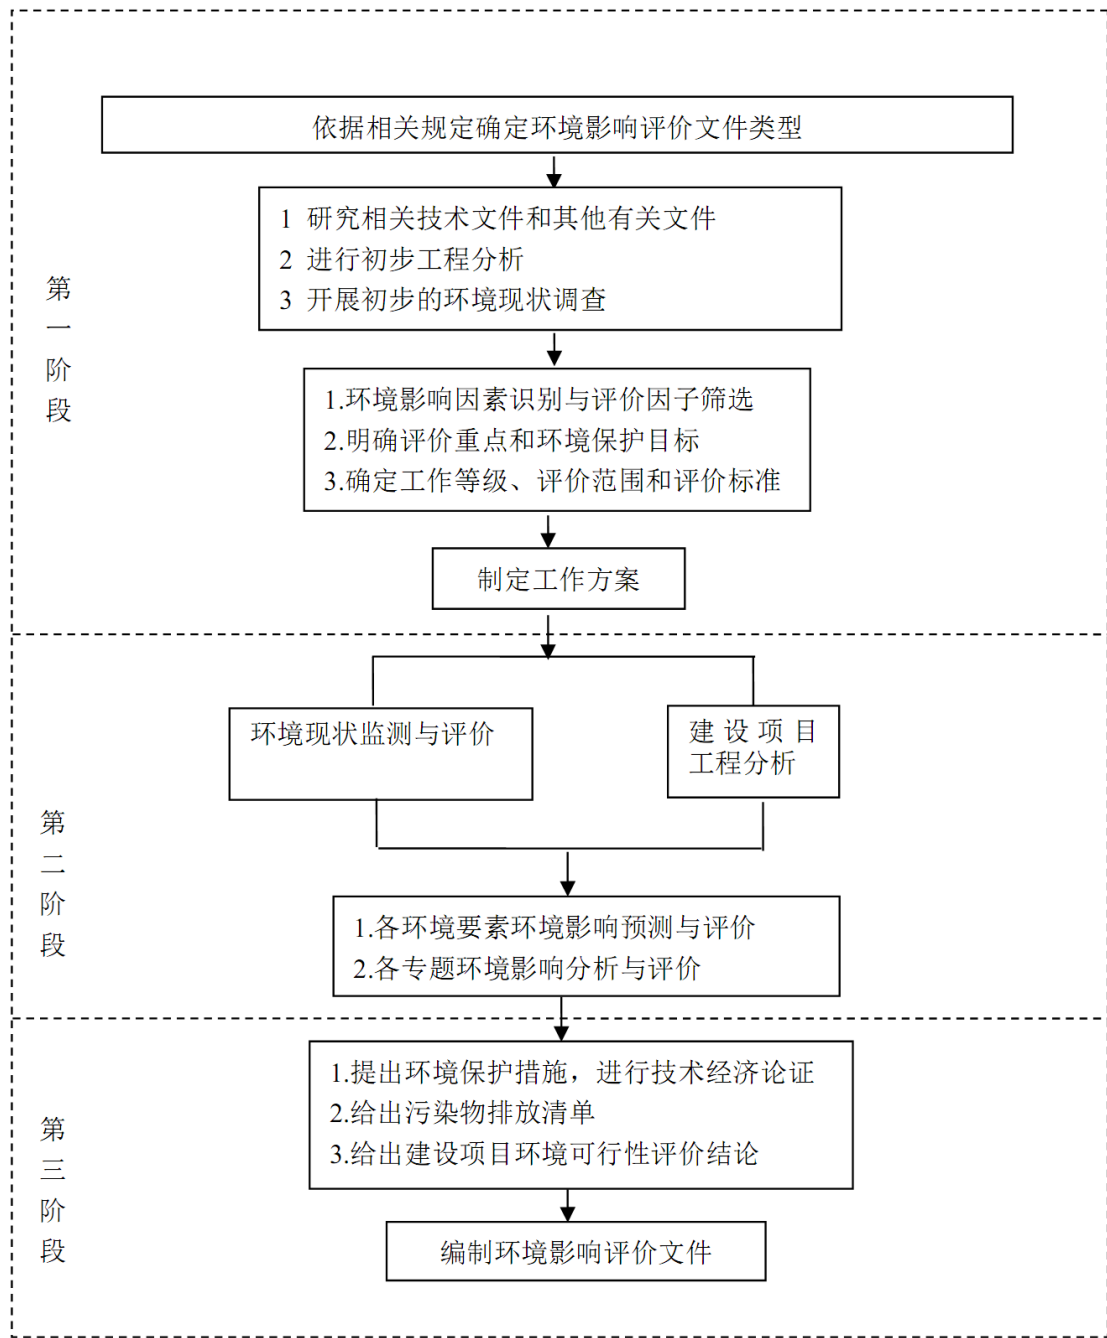 依据相关规定确定环境影响评价文件类型
1 研究相关技术文件和其他有关文件
2 进行初步工程分析
3 开展初步的环境现状调查
第一阶段
1.环境影响因素识别与评价因子筛选
2.明确评价重点和环境保护目标
3.确定工作等级、评价范围和评价标准
制定工作方案
环境现状监测与评价
建设项目
工程分析
第二阶段
1.各环境要素环境影响预测与评价
2.各专题环境影响分析与评价
1.提出环境保护措施，进行技术经济论证
2.给出污染物排放清单
3.给出建设项目环境可行性评价结论
第三阶段
编制环境影响评价文件